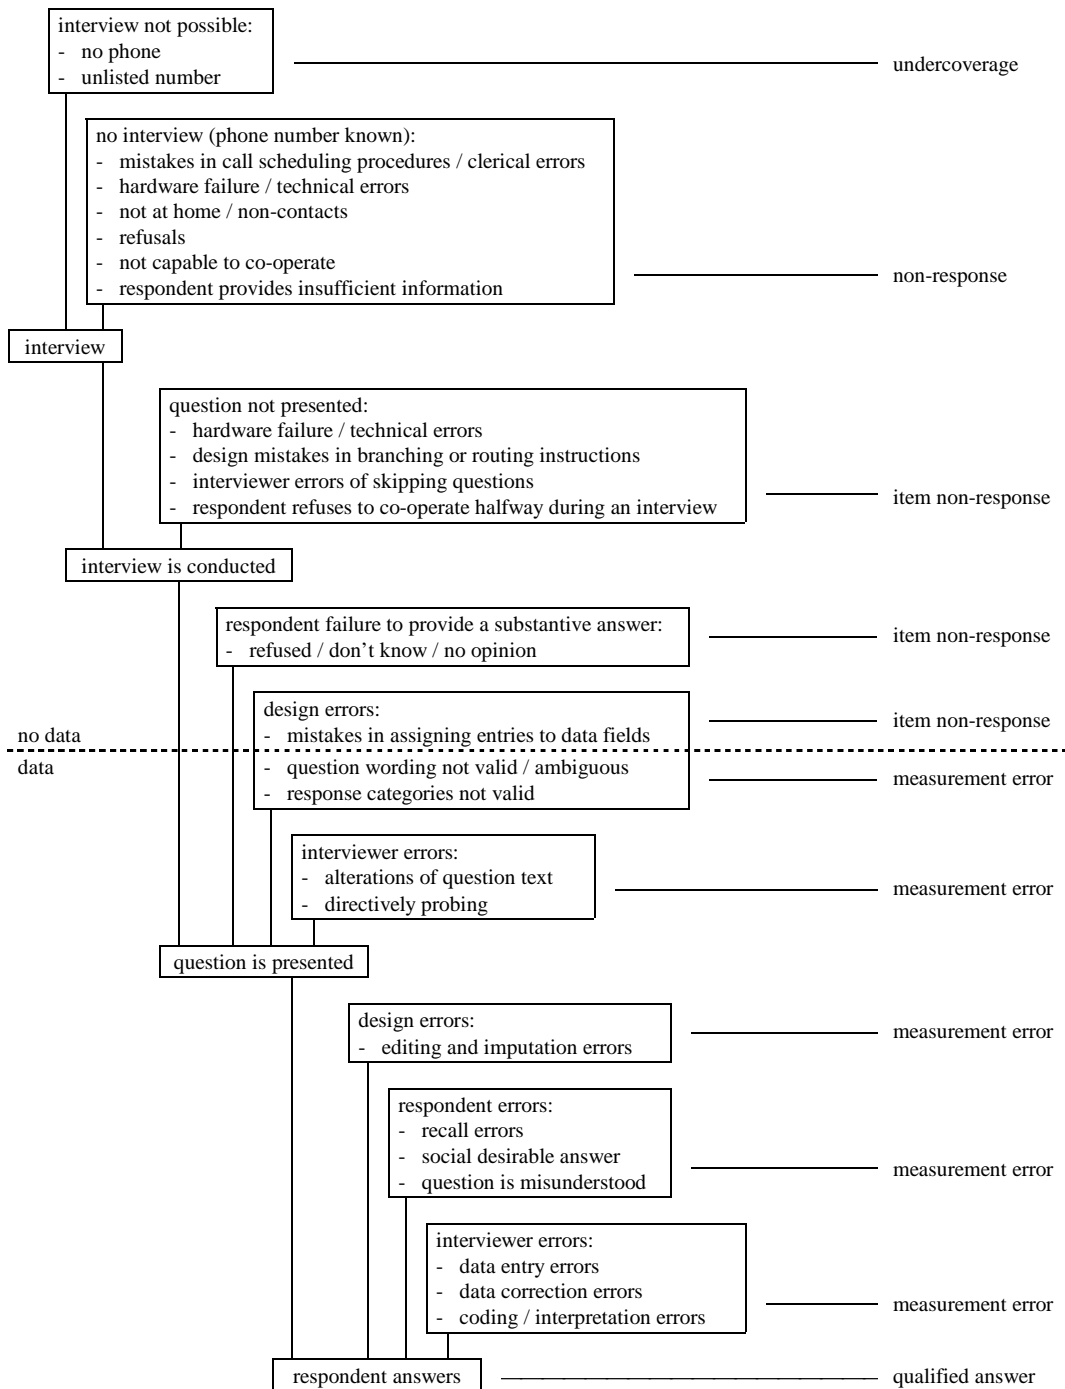 interview not possible:
- no phone
- unlisted number
undercoverage
no interview (phone number known):
- mistakes in call scheduling procedures / clerical errors
- hardware failure / technical errors
- not at home / non-contacts
- refusals
- not capable to co-operate
- respondent provides insufficient information
non-response
interview
question not presented:
- hardware failure / technical errors
- design mistakes in branching or routing instructions
- interviewer errors of skipping questions
- respondent refuses to co-operate halfway during an interview
item non-response
interview is conducted
respondent failure to provide a substantive answer:
- refused / don't know / no opinion
item non-response
design errors:
- mistakes in assigning entries to data fields
item non-response
no data
data
- question wording not valid / ambiguous
- response categories not valid
measurement error
interviewer errors:
- alterations of question text
- directively probing
measurement error
question is presented
design errors:
- editing and imputation errors
measurement error
respondent errors:
- recall errors
- social desirable answer
- question is misunderstood
measurement error
interviewer errors:
- data entry errors
- data correction errors
- coding / interpretation errors
measurement error
respondent answers
qualified answer